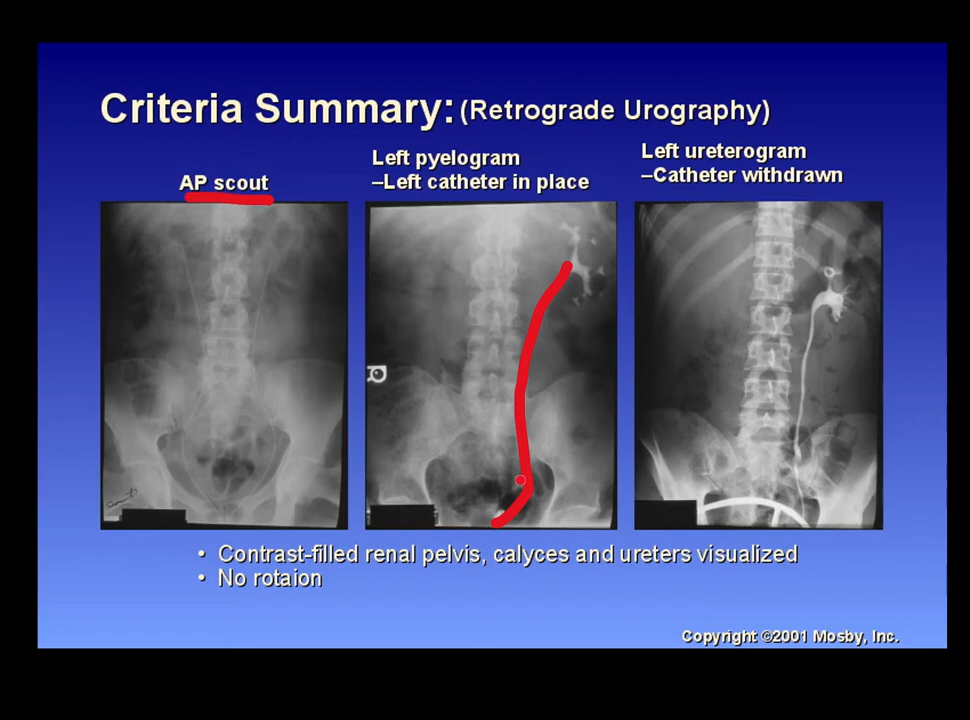 Criteria Summary: (Retrograde Urography)
AP scout
Left pyelogram
–Left catheter in place
Left ureterogram
–Catheter withdrawn
• Contrast-filled renal pelvis, calyces and ureters visualized
• No rotaion
Copyright ©2001 Mosby, Inc.